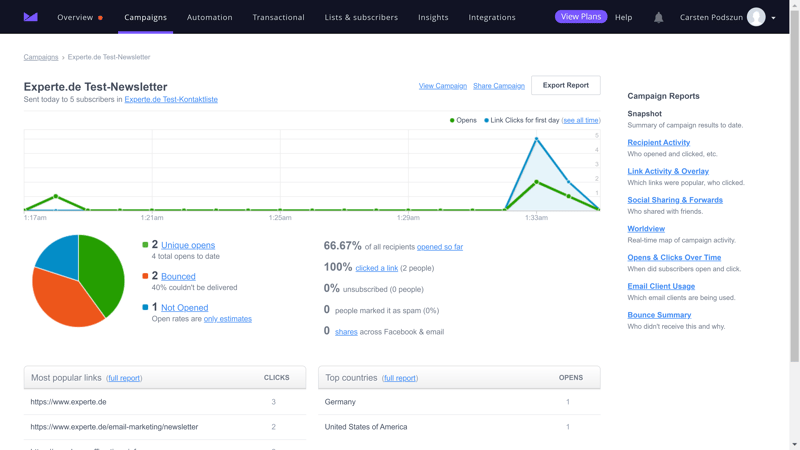 Overview Campaigns Automation Transactional Lists & subscribers Insights Integrations View Plans Help Carsten Podszun
Campaigns › Experte.de Test-Newsletter
Experte.de Test-Newsletter
Sent today to 5 subscribers in Experte.de Test-Kontaktliste
View Campaign Share Campaign Export Report
Opens Link Clicks for first day (see all time)
5
4
3
2
1
1:17am 1:21am 1:25am 1:29am 1:33am
2 Unique opens
4 total opens to date
2 Bounced
40% couldn't be delivered
1 Not Opened
Open rates are only estimates
66.67% of all recipients opened so far
100% clicked a link (2 people)
0% unsubscribed (0 people)
0 people marked it as spam (0%)
0 shares across Facebook & email
Most popular links (full report) CLICKS
https://www.experte.de 3
https://www.experte.de/email-marketing/newsletter 2
Top countries (full report) OPENS
Germany 1
United States of America 1
Campaign Reports
Snapshot
Summary of campaign results to date.
Recipient Activity
Who opened and clicked, etc.
Link Activity & Overlay
Which links were popular, who clicked.
Social Sharing & Forwards
Who shared with friends.
Worldview
Real-time map of campaign activity.
Opens & Clicks Over Time
When did subscribers open and click.
Email Client Usage
Which email clients are being used.
Bounce Summary
Who didn't receive this and why.